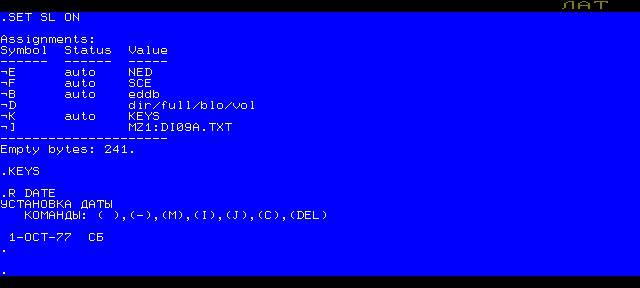 ЛАТ
.SET SL ON
Assignments:
Symbol Status Value
------ ------ -----
¬E auto NED
¬F auto SCE
¬B auto eddb
¬D dir/full/blo/vol
¬K auto KEYS
¬] MZ1:DI09A.TXT
---------------------
Empty bytes: 241.
.KEYS
.R DATE
УСТАНОВКА ДАТЫ
КОМАНДЫ: ( ),(-),(M),(I),(J),(C),(DEL)
1-ОСТ-77 СБ
.
.